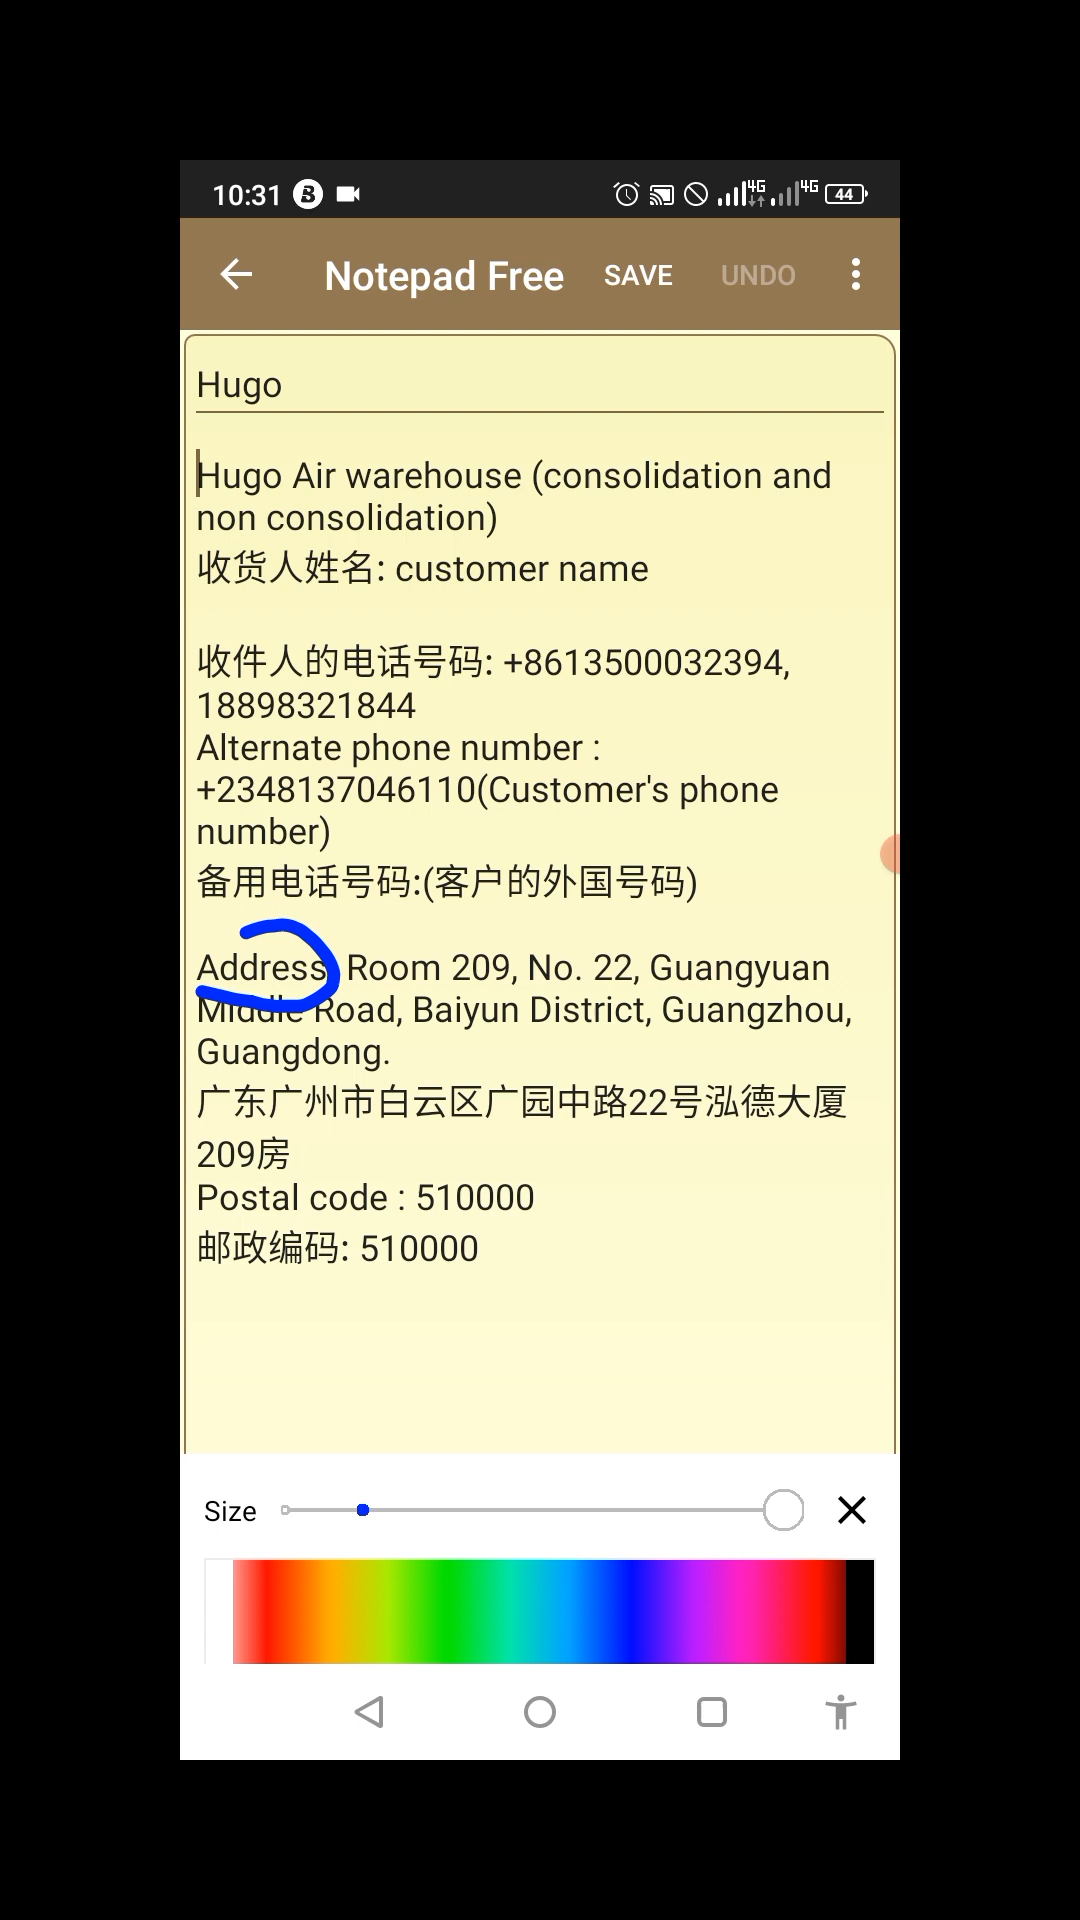 10:31 4G 4G 44
Notepad Free SAVE UNDO
Hugo
Hugo Air warehouse (consolidation and
non consolidation)
收货人姓名: customer name
收件人的电话号码: +8613500032394,
18898321844
Alternate phone number :
+2348137046110(Customer's phone
number)
备用电话号码:(客户的外国号码)
Address: Room 209, No. 22, Guangyuan
Middle Road, Baiyun District, Guangzhou,
Guangdong.
广东广州市白云区广园中路22号泓德大厦
209房
Postal code : 510000
邮政编码: 510000
Size